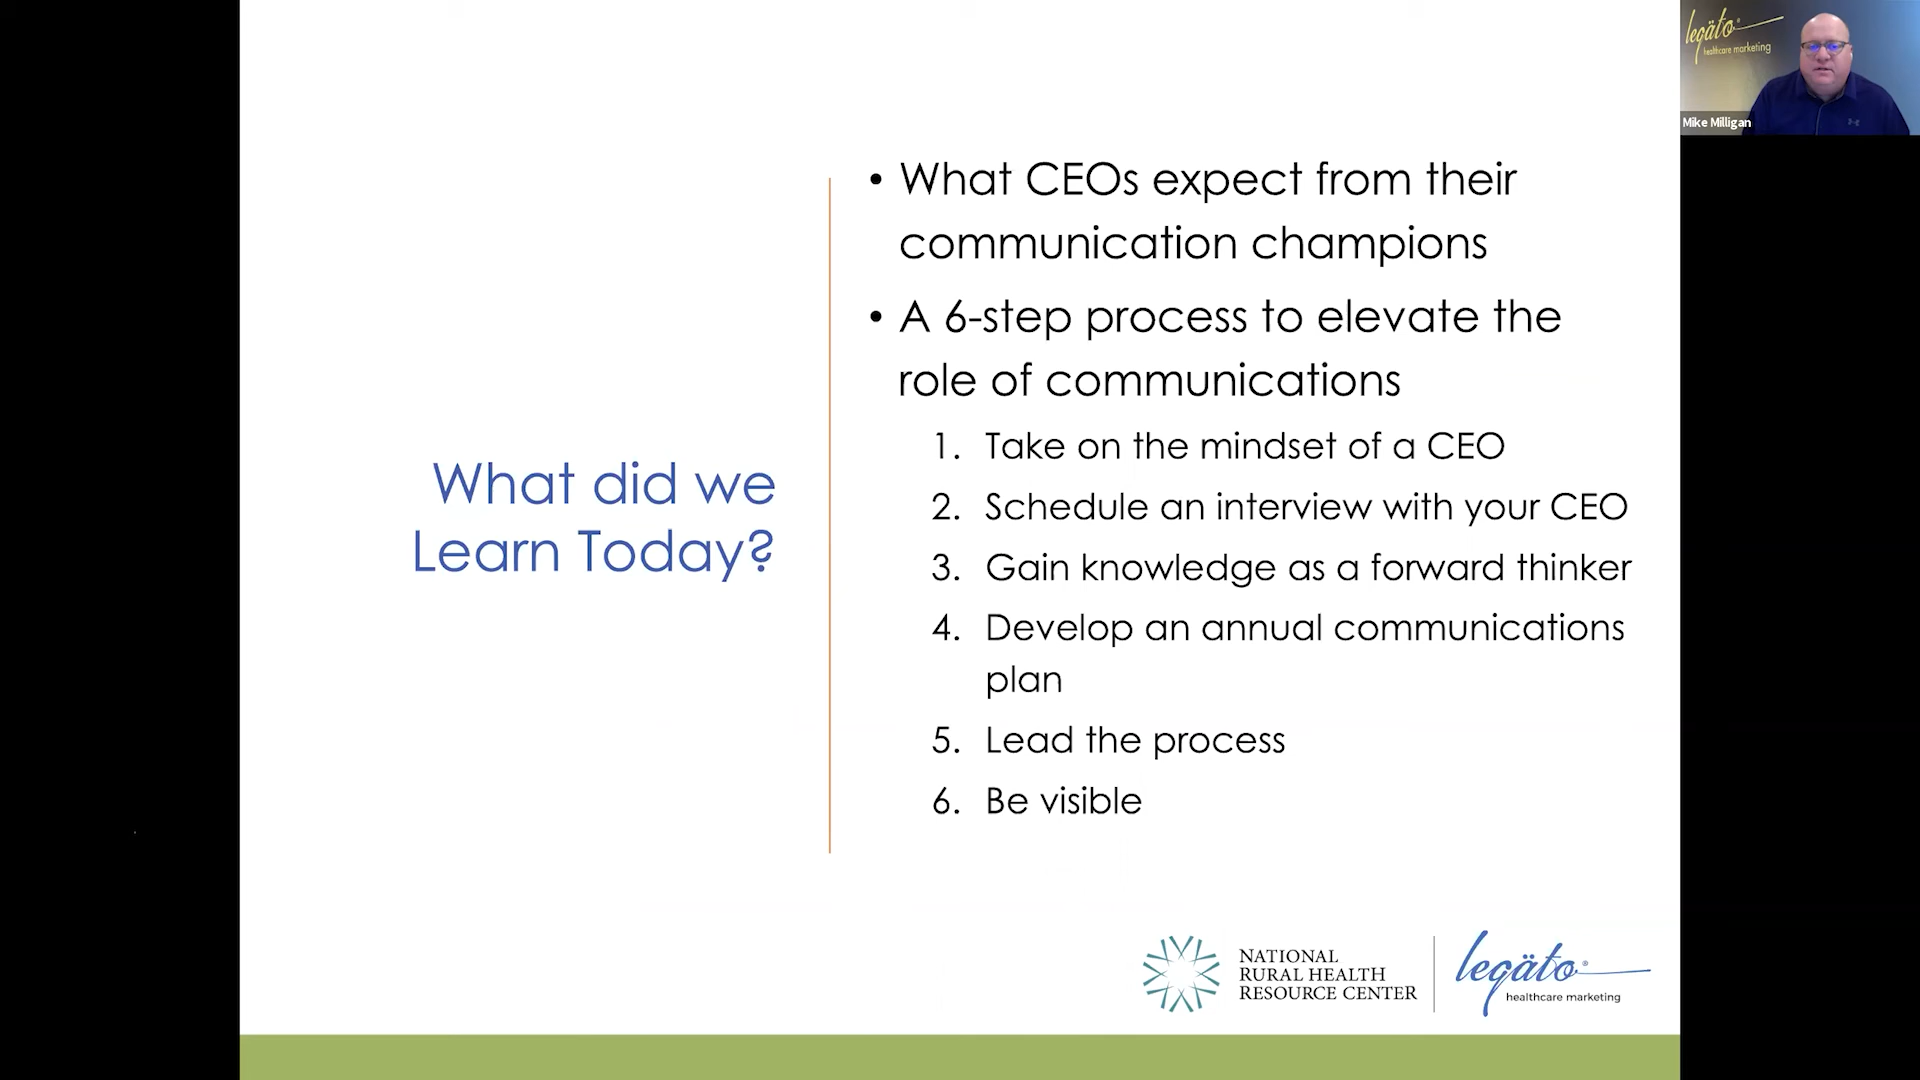 legäto®
healthcare marketing
Mike Milligan
What did we
Learn Today?
• What CEOs expect from their
communication champions
• A 6-step process to elevate the
role of communications
1. Take on the mindset of a CEO
2. Schedule an interview with your CEO
3. Gain knowledge as a forward thinker
4. Develop an annual communications
plan
5. Lead the process
6. Be visible
NATIONAL
RURAL HEALTH
RESOURCE CENTER
legäto®
healthcare marketing